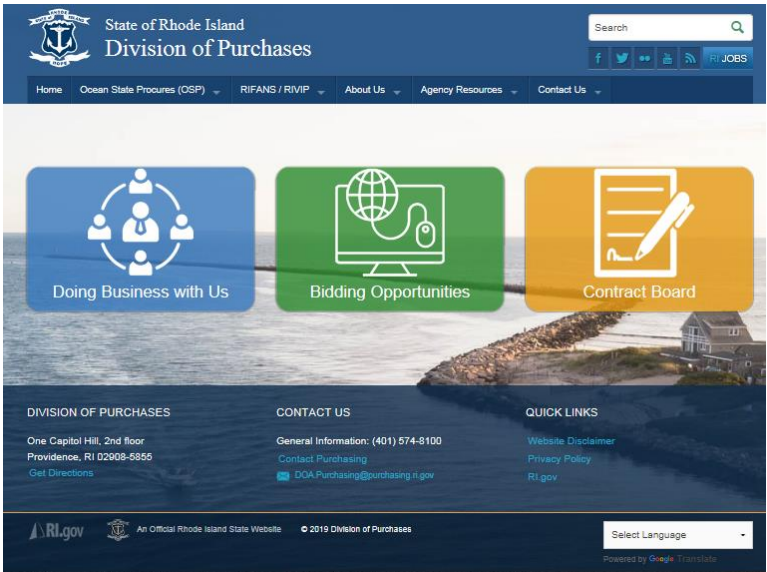 State of Rhode Island
Division of Purchases
Search
RI JOBS
Home Ocean State Procures (OSP) RIFANS / RIVIP About Us Agency Resources Contact Us
Doing Business with Us
Bidding Opportunities
Contract Board
DIVISION OF PURCHASES
One Capitol Hill, 2nd floor
Providence, RI 02908-5855
Get Directions
CONTACT US
General Information: (401) 574-8100
Contact Purchasing
DOA.Purchasing@purchasing.ri.gov
QUICK LINKS
Website Disclaimer
Privacy Policy
RI.gov
RI.gov An Official Rhode Island State Website © 2019 Division of Purchases
Select Language
Powered by Google Translate